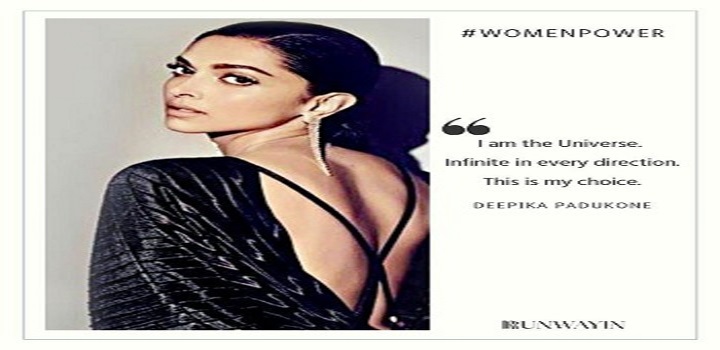 #WOMENPOWER
❝
I am the Universe.
Infinite in every direction.
This is my choice.
DEEPIKA PADUKONE
RUNWAYIN